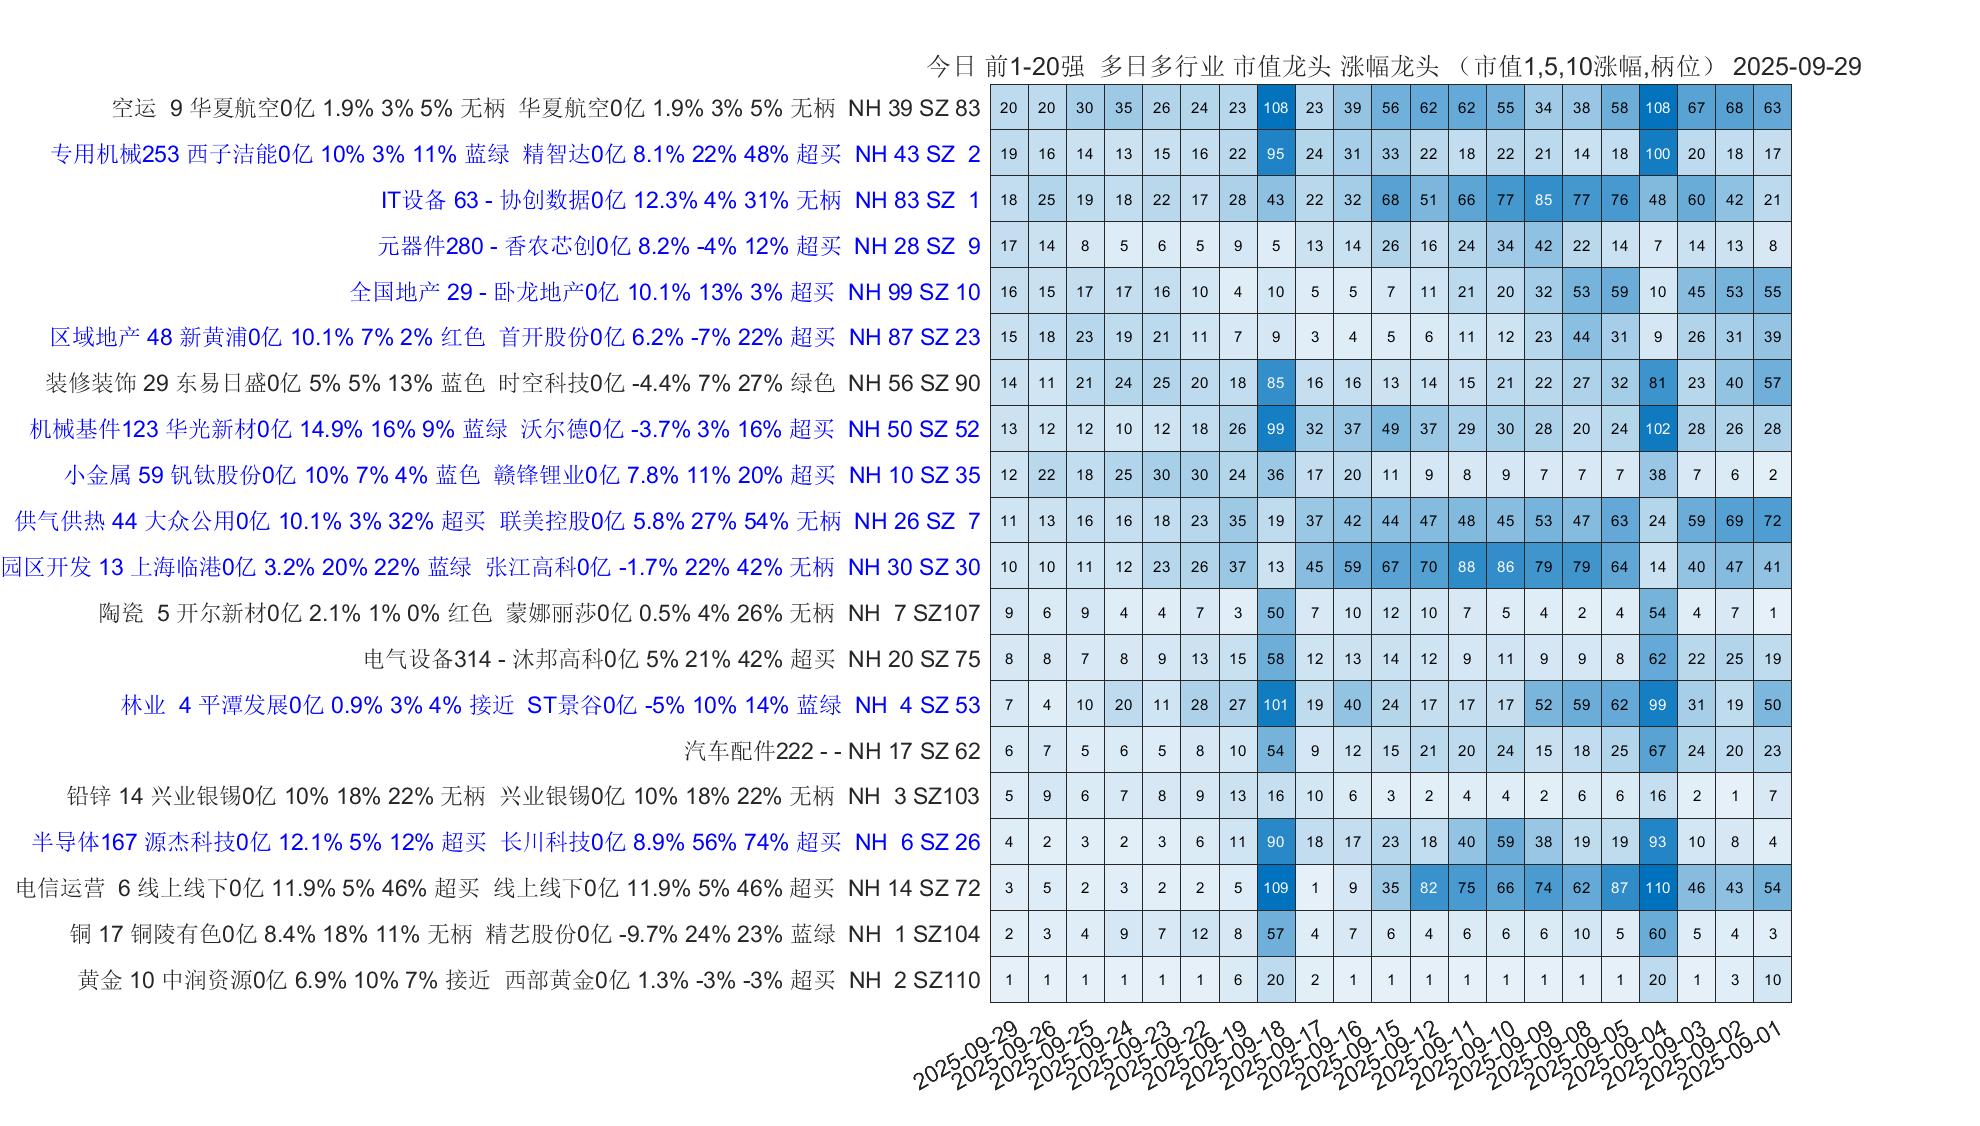 今日 前1-20强 多日多行业 市值龙头 涨幅龙头 （市值1,5,10涨幅,柄位） 2025-09-29
空运 9 华夏航空0亿 1.9% 3% 5% 无柄 华夏航空0亿 1.9% 3% 5% 无柄 NH 39 SZ 83 20 20 30 35 26 24 23 108 23 39 56 62 62 55 34 38 58 108 67 68 63
专用机械253 西子洁能0亿 10% 3% 11% 蓝绿 精智达0亿 8.1% 22% 48% 超买 NH 43 SZ 2 19 16 14 13 15 16 22 95 24 31 33 22 18 22 21 14 18 100 20 18 17
IT设备 63 - 协创数据0亿 12.3% 4% 31% 无柄 NH 83 SZ 1 18 25 19 18 22 17 28 43 22 32 68 51 66 77 85 77 76 48 60 42 21
元器件280 - 香农芯创0亿 8.2% -4% 12% 超买 NH 28 SZ 9 17 14 8 5 6 5 9 5 13 14 26 16 24 34 42 22 14 7 14 13 8
全国地产 29 - 卧龙地产0亿 10.1% 13% 3% 超买 NH 99 SZ 10 16 15 17 17 16 10 4 10 5 5 7 11 21 20 32 53 59 10 45 53 55
区域地产 48 新黄浦0亿 10.1% 7% 2% 红色 首开股份0亿 6.2% -7% 22% 超买 NH 87 SZ 23 15 18 23 19 21 11 7 9 3 4 5 6 11 12 23 44 31 9 26 31 39
装修装饰 29 东易日盛0亿 5% 5% 13% 蓝色 时空科技0亿 -4.4% 7% 27% 绿色 NH 56 SZ 90 14 11 21 24 25 20 18 85 16 16 13 14 15 21 22 27 32 81 23 40 57
机械基件123 华光新材0亿 14.9% 16% 9% 蓝绿 沃尔德0亿 -3.7% 3% 16% 超买 NH 50 SZ 52 13 12 12 10 12 18 26 99 32 37 49 37 29 30 28 20 24 102 28 26 28
小金属 59 钒钛股份0亿 10% 7% 4% 蓝色 赣锋锂业0亿 7.8% 11% 20% 超买 NH 10 SZ 35 12 22 18 25 30 30 24 36 17 20 11 9 8 9 7 7 7 38 7 6 2
供气供热 44 大众公用0亿 10.1% 3% 32% 超买 联美控股0亿 5.8% 27% 54% 无柄 NH 26 SZ 7 11 13 16 16 18 23 35 19 37 42 44 47 48 45 53 47 63 24 59 69 72
园区开发 13 上海临港0亿 3.2% 20% 22% 蓝绿 张江高科0亿 -1.7% 22% 42% 无柄 NH 30 SZ 30 10 10 11 12 23 26 37 13 45 59 67 70 88 86 79 79 64 14 40 47 41
陶瓷 5 开尔新材0亿 2.1% 1% 0% 红色 蒙娜丽莎0亿 0.5% 4% 26% 无柄 NH 7 SZ107 9 6 9 4 4 7 3 50 7 10 12 10 7 5 4 2 4 54 4 7 1
电气设备314 - 沐邦高科0亿 5% 21% 42% 超买 NH 20 SZ 75 8 8 7 8 9 13 15 58 12 13 14 12 9 11 9 9 8 62 22 25 19
林业 4 平潭发展0亿 0.9% 3% 4% 接近 ST景谷0亿 -5% 10% 14% 蓝绿 NH 4 SZ 53 7 4 10 20 11 28 27 101 19 40 24 17 17 17 52 59 62 99 31 19 50
汽车配件222 - - NH 17 SZ 62 6 7 5 6 5 8 10 54 9 12 15 21 20 24 15 18 25 67 24 20 23
铅锌 14 兴业银锡0亿 10% 18% 22% 无柄 兴业银锡0亿 10% 18% 22% 无柄 NH 3 SZ103 5 9 6 7 8 9 13 16 10 6 3 2 4 4 2 6 6 16 2 1 7
半导体167 源杰科技0亿 12.1% 5% 12% 超买 长川科技0亿 8.9% 56% 74% 超买 NH 6 SZ 26 4 2 3 2 3 6 11 90 18 17 23 18 40 59 38 19 19 93 10 8 4
电信运营 6 线上线下0亿 11.9% 5% 46% 超买 线上线下0亿 11.9% 5% 46% 超买 NH 14 SZ 72 3 5 2 3 2 2 5 109 1 9 35 82 75 66 74 62 87 110 46 43 54
铜 17 铜陵有色0亿 8.4% 18% 11% 无柄 精艺股份0亿 -9.7% 24% 23% 蓝绿 NH 1 SZ104 2 3 4 9 7 12 8 57 4 7 6 4 6 6 6 10 5 60 5 4 3
黄金 10 中润资源0亿 6.9% 10% 7% 接近 西部黄金0亿 1.3% -3% -3% 超买 NH 2 SZ110 1 1 1 1 1 1 6 20 2 1 1 1 1 1 1 1 1 20 1 3 10
2025-09-29 2025-09-26 2025-09-25 2025-09-24 2025-09-23 2025-09-22 2025-09-19 2025-09-18 2025-09-17 2025-09-16 2025-09-15 2025-09-12 2025-09-11 2025-09-10 2025-09-09 2025-09-08 2025-09-05 2025-09-04 2025-09-03 2025-09-02 2025-09-01